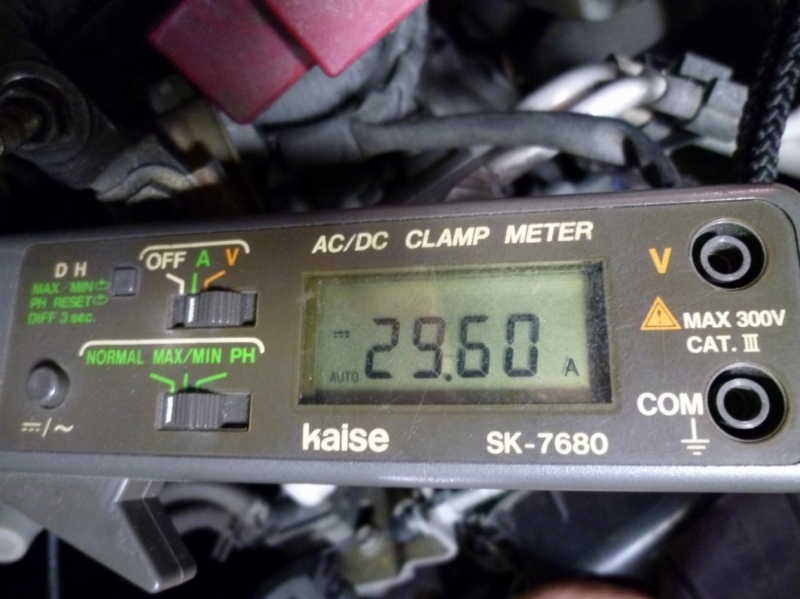 AC/DC CLAMP METER
OFF A V
D H
MAX/MIN
PH RESET
DIFF 3 sec.
NORMAL MAX/MIN PH
⎓/~
AUTO 29.60 A
V
MAX 300V
CAT. III
COM
kaise SK-7680